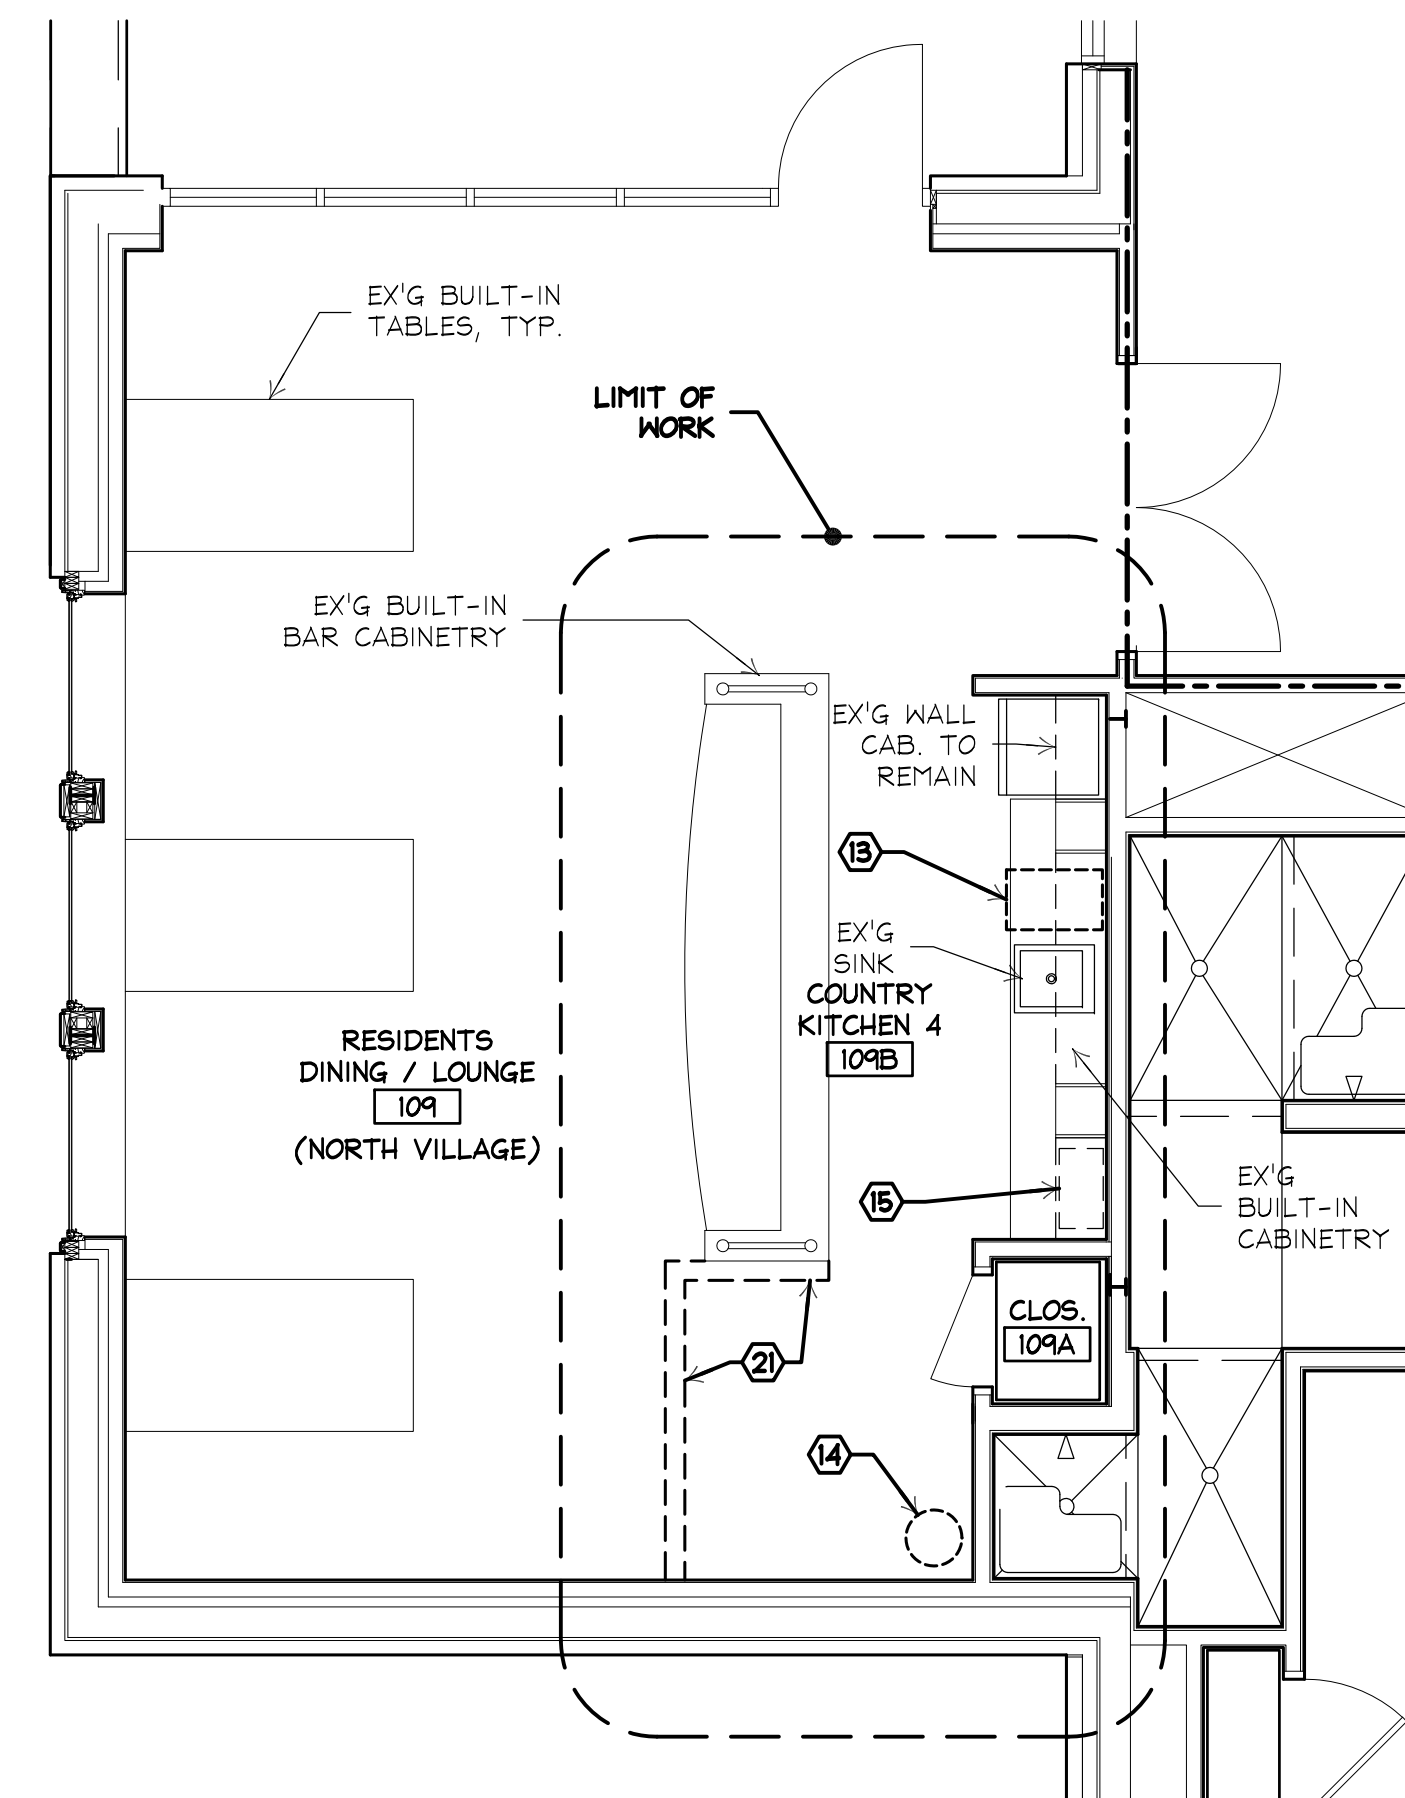 EX'G BUILT-IN
TABLES, TYP.
LIMIT OF
WORK
EX'G BUILT-IN
BAR CABINETRY
EX'G WALL
CAB. TO
REMAIN
13
EX'G
SINK
COUNTRY
KITCHEN 4
109B
RESIDENTS
DINING / LOUNGE
109
(NORTH VILLAGE)
15
EX'G
BUILT-IN
CABINETRY
CLOS.
109A
21
14